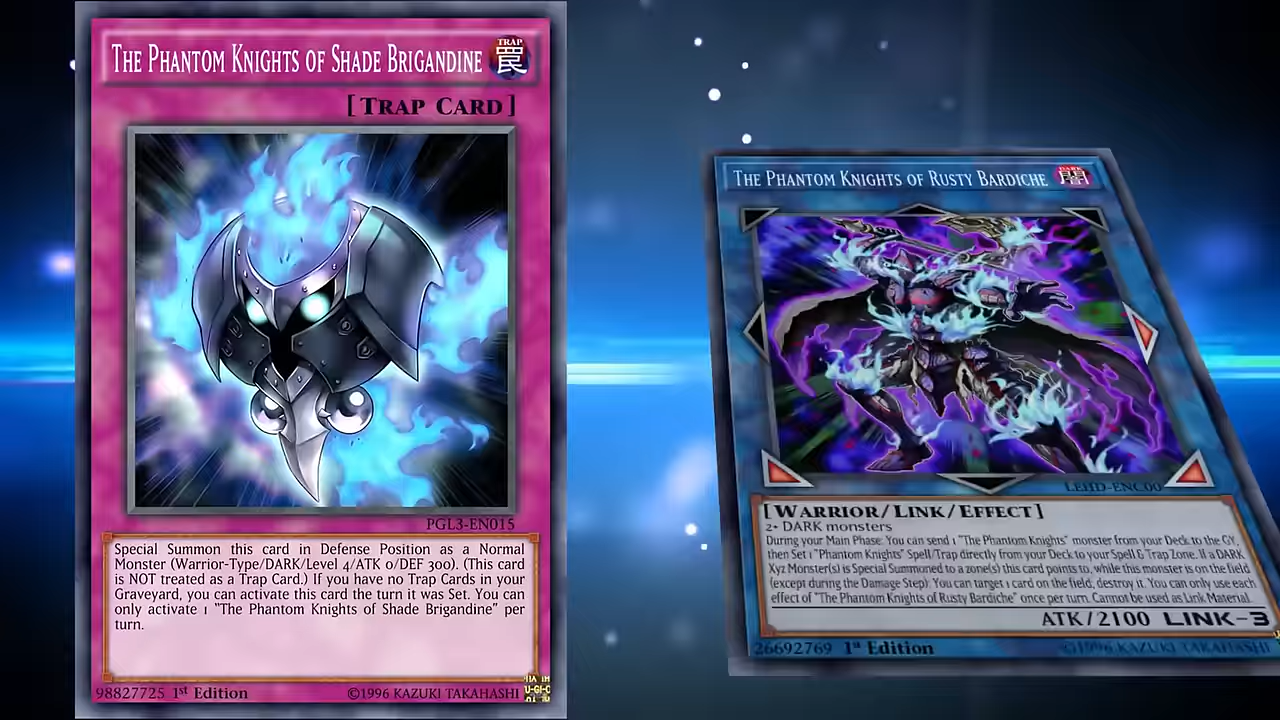 THE PHANTOM KNIGHTS OF SHADE BRIGANDINE
TRAP
罠
[TRAP CARD]
PGL3-EN015
Special Summon this card in Defense Position as a Normal
Monster (Warrior-Type/DARK/Level 4/ATK 0/DEF 300). (This card
is NOT treated as a Trap Card.) If you have no Trap Cards in your
Graveyard, you can activate this card the turn it was Set. You can
only activate 1 "The Phantom Knights of Shade Brigandine" per
turn.
98827725 1st Edition
©1996 KAZUKI TAKAHASHI
THE PHANTOM KNIGHTS OF RUSTY BARDICHE
DARK
闇
LEHD-ENC00
[WARRIOR/LINK/EFFECT]
2+ DARK monsters
During your Main Phase: You can send 1 "The Phantom Knights" monster from your Deck to the GY,
then Set 1 "Phantom Knights" Spell/Trap directly from your Deck to your Spell & Trap Zone. If a DARK
Xyz Monster(s) is Special Summoned to a zone(s) this card points to, while this monster is on the field
(except during the Damage Step): You can target 1 card on the field, destroy it. You can only use each
effect of "The Phantom Knights of Rusty Bardiche" once per turn. Cannot be used as Link Material.
ATK/2100 LINK-3
26692769 1st Edition
©1996 KAZUKI TAKAHASHI